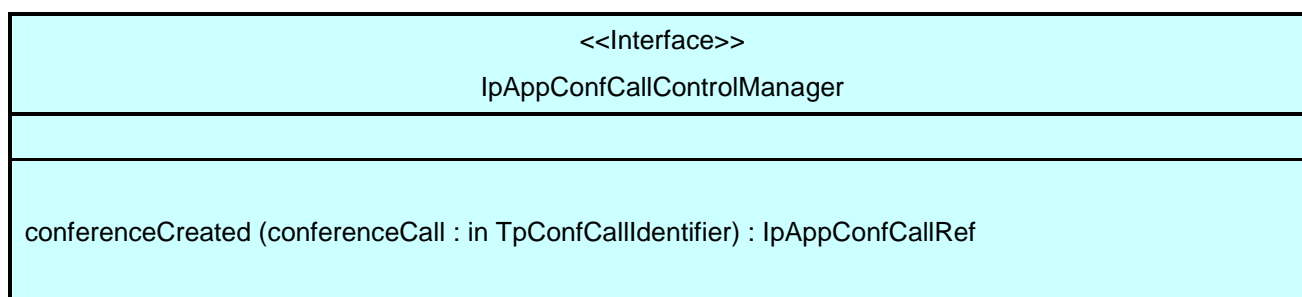 <<Interface>>
IpAppConfCallControlManager
conferenceCreated (conferenceCall : in TpConfCallIdentifier) : IpAppConfCallRef